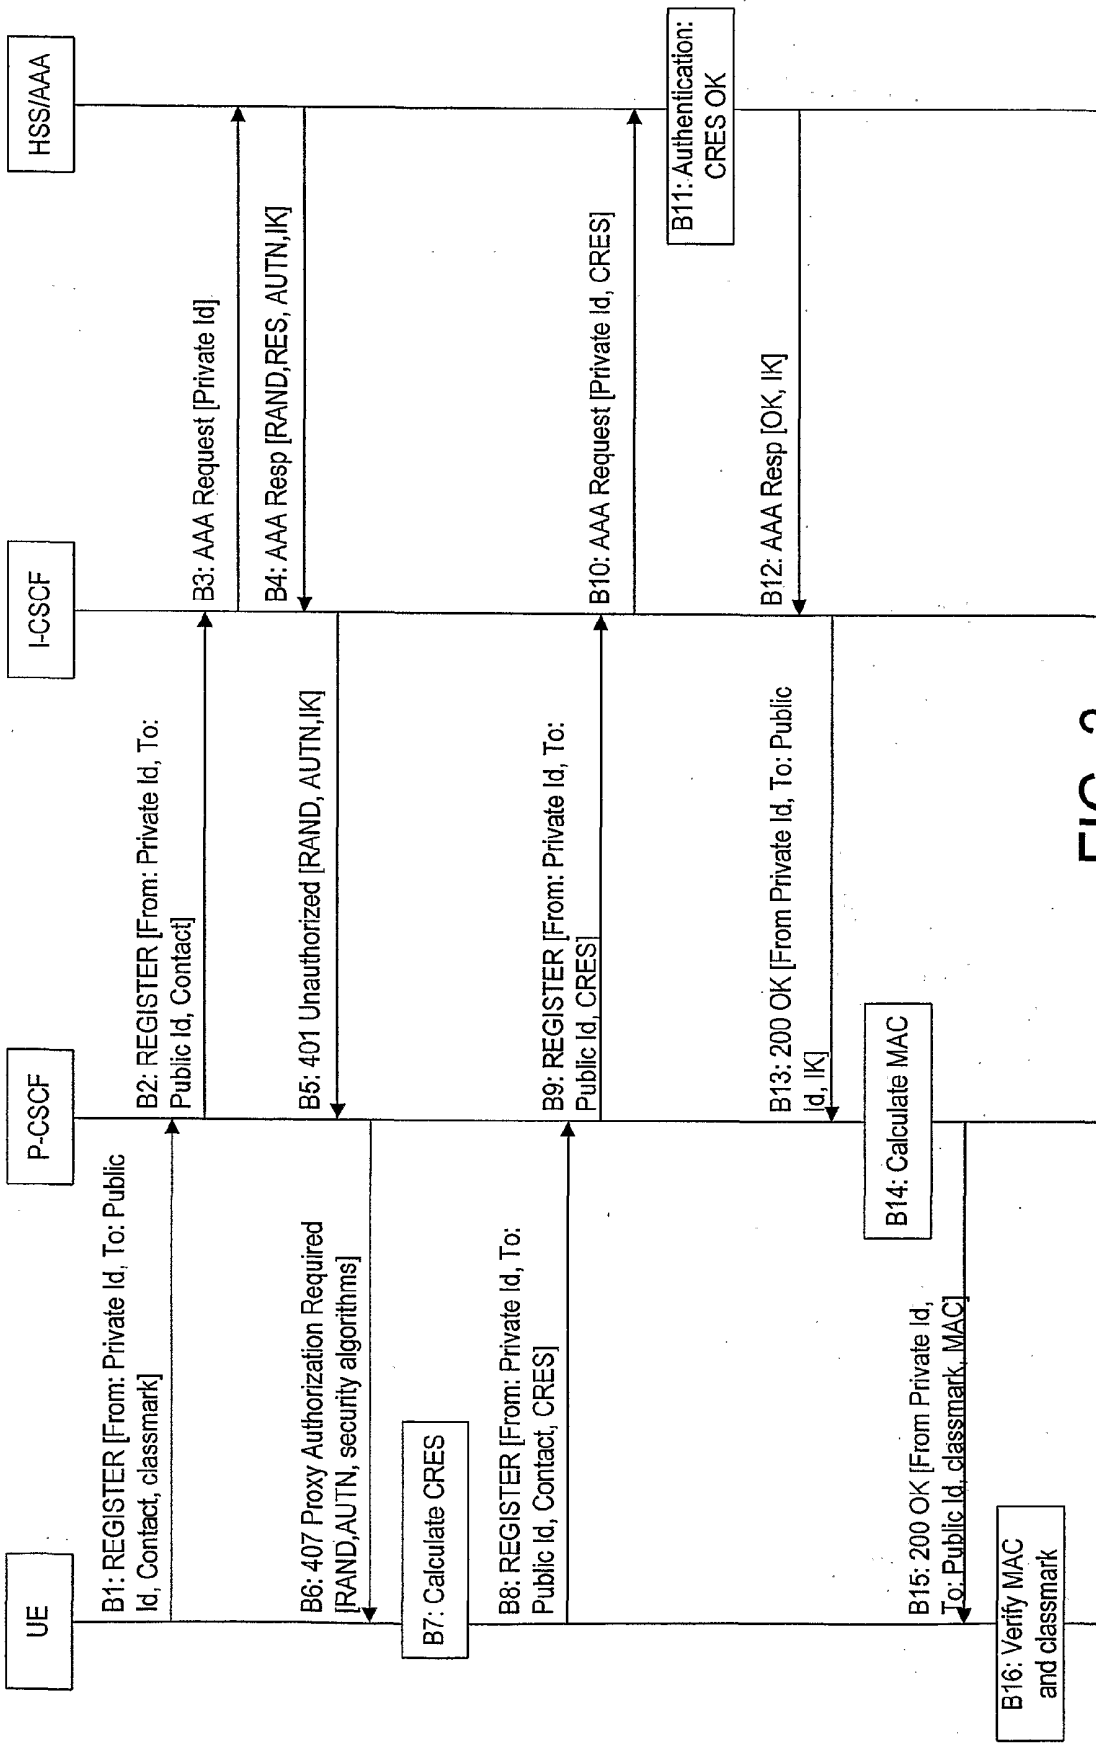 UE
P-CSCF
I-CSCF
HSS/AAA
B1: REGISTER [From: Private Id, To: Public
Id, Contact, classmark]
B2: REGISTER [From: Private Id, To:
Public Id, Contact]
B3: AAA Request [Private Id]
B4: AAA Resp [RAND,RES, AUTN,IK]
B5: 401 Unauthorized [RAND, AUTN,IK]
B6: 407 Proxy Authorization Required
[RAND,AUTN, security algorithms]
B7: Calculate CRES
B8: REGISTER [From: Private Id, To:
Public Id, Contact, CRES]
B9: REGISTER [From: Private Id, To:
Public Id, CRES]
B10: AAA Request [Private Id, CRES]
B11: Authentication:
CRES OK
B12: AAA Resp [OK, IK]
B13: 200 OK [From Private Id, To: Public
Id, IK]
B14: Calculate MAC
B15: 200 OK [From Private Id,
To: Public Id, classmark, MAC]
B16: Verify MAC
and classmark
FIG.